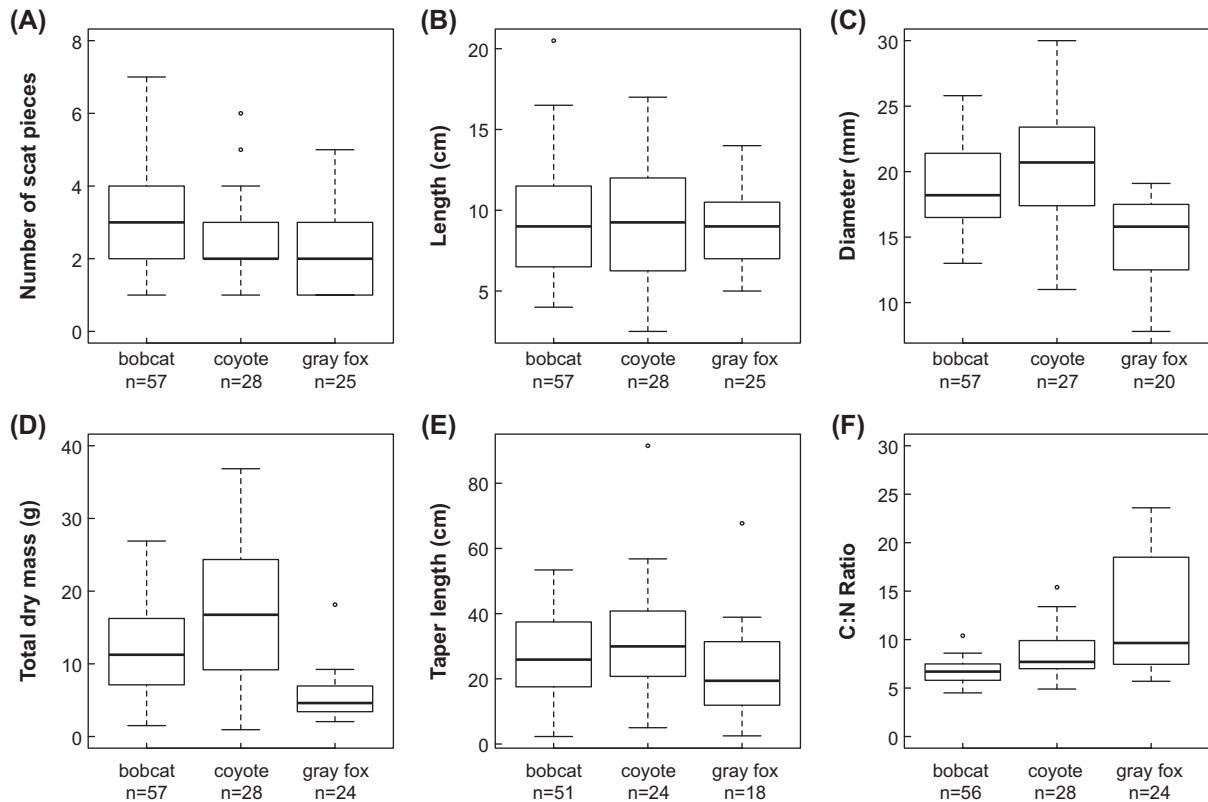 (A)
Number of scat pieces
8
6
4
2
0
bobcat coyote gray fox
n=57 n=28 n=25
(B)
Length (cm)
20
15
10
5
bobcat coyote gray fox
n=57 n=28 n=25
(C)
Diameter (mm)
30
25
20
15
10
bobcat coyote gray fox
n=57 n=27 n=20
(D)
Total dry mass (g)
40
30
20
10
0
bobcat coyote gray fox
n=57 n=28 n=24
(E)
Taper length (cm)
80
60
40
20
0
bobcat coyote gray fox
n=51 n=24 n=18
(F)
C:N Ratio
30
25
20
15
10
5
0
bobcat coyote gray fox
n=56 n=28 n=24